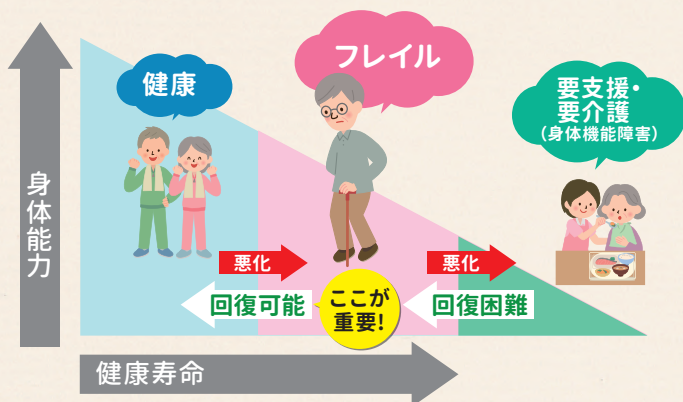 健康
フレイル
要支援・
要介護
（身体機能障害）
身体能力
悪化
悪化
回復可能
ここが
重要!
回復困難
健康寿命